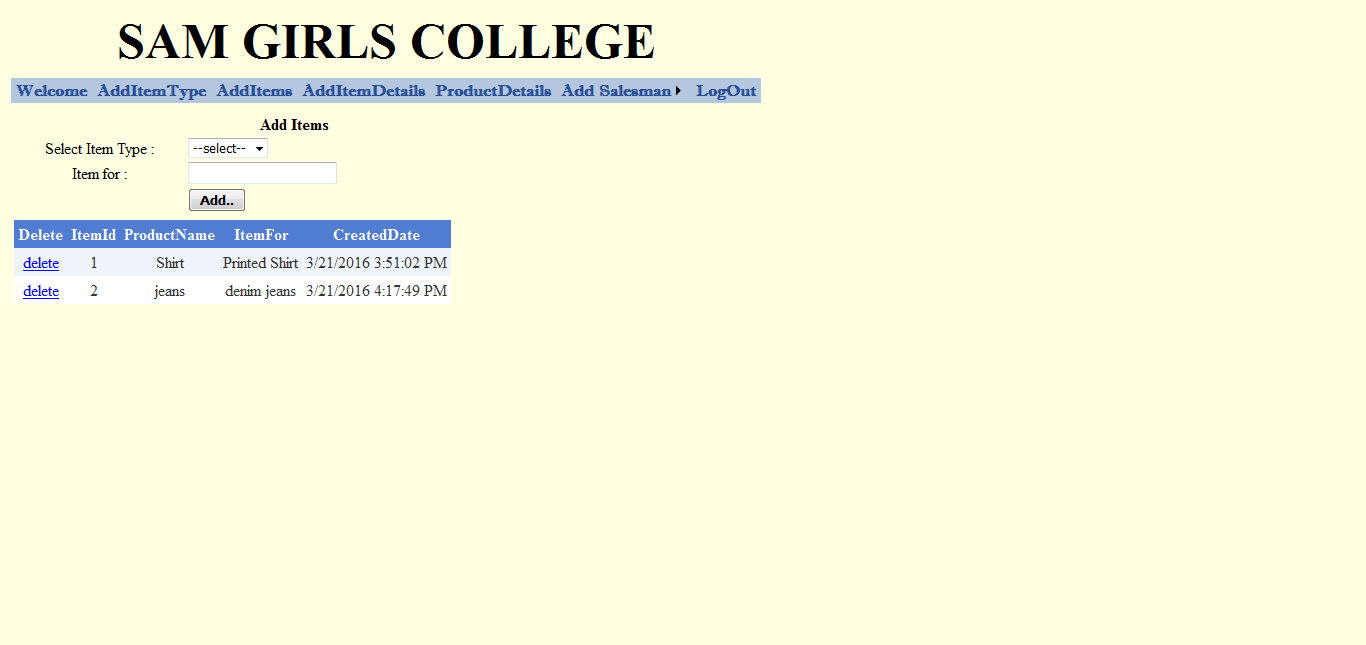 SAM GIRLS COLLEGE
Welcome AddItemType AddItems AddItemDetails ProductDetails Add Salesman LogOut
Add Items
Select Item Type : --select--
Item for :
Add..
Delete ItemId ProductName ItemFor CreatedDate
delete 1 Shirt Printed Shirt 3/21/2016 3:51:02 PM
delete 2 jeans denim jeans 3/21/2016 4:17:49 PM